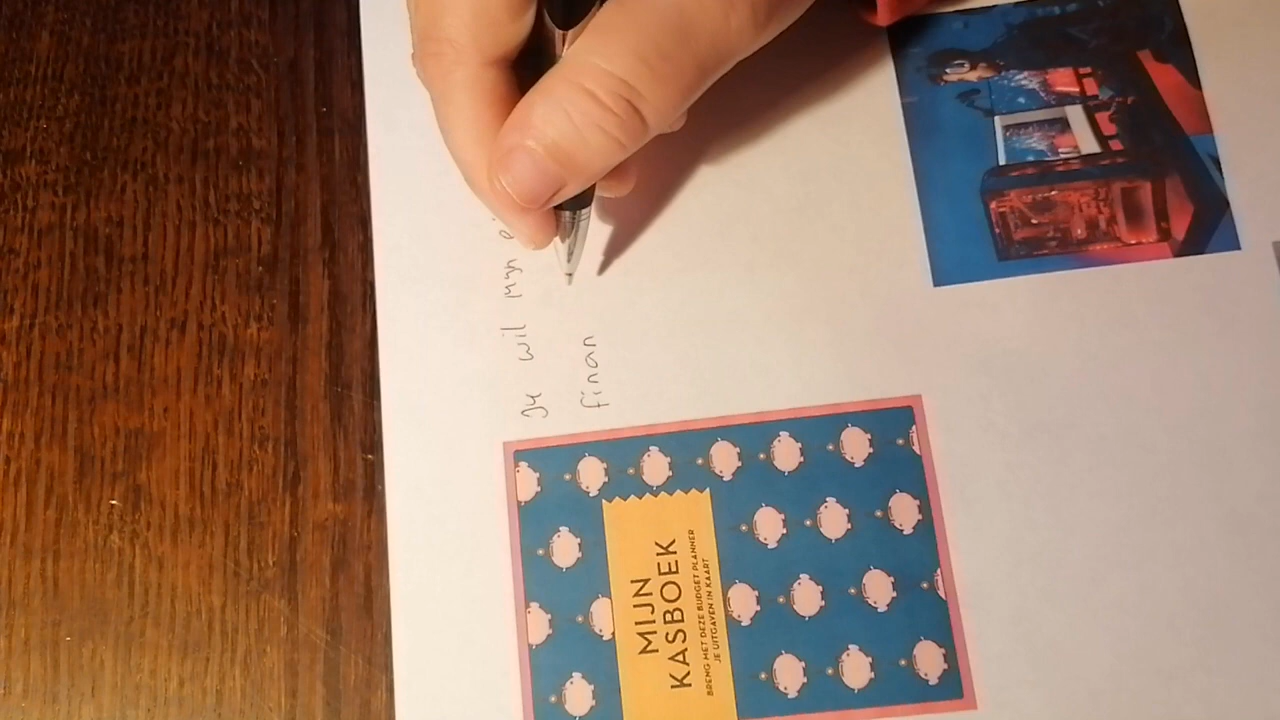 Ik wil mijn
finan
MIJN
KASBOEK
BRENG MET DEZE BUDGET PLANNER
JE UITGAVEN IN KAART